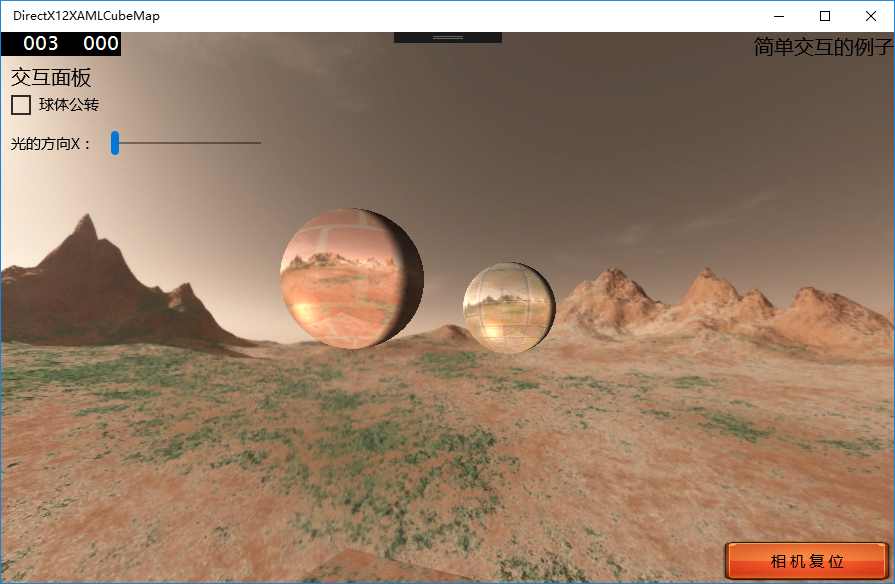 DirectX12XAMLCubeMap
003 000
简单交互的例子
交互面板
球体公转
光的方向X：
相机复位